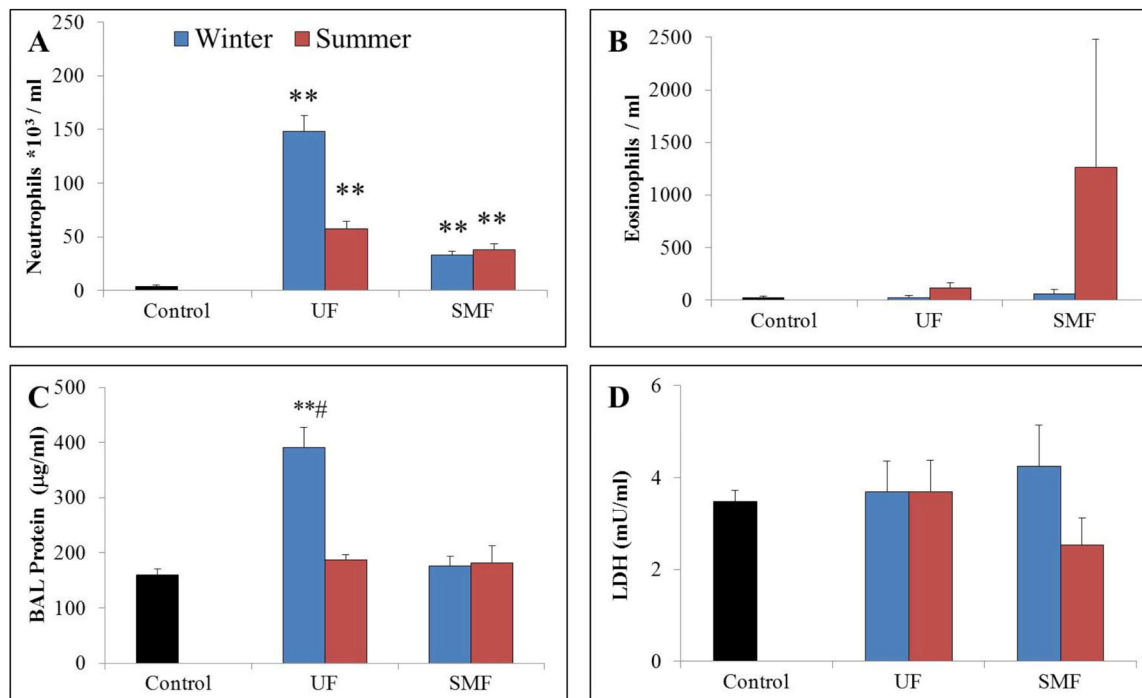 A
Winter Summer
Neutrophils *10³ / ml
250
200
150
100
50
0
**
**
**
**
Control UF SMF
B
Eosinophils / ml
2500
2000
1500
1000
500
0
Control UF SMF
C
BAL Protein (µg/ml)
500
400
300
200
100
0
**#
Control UF SMF
D
LDH (mU/ml)
6
4
2
0
Control UF SMF